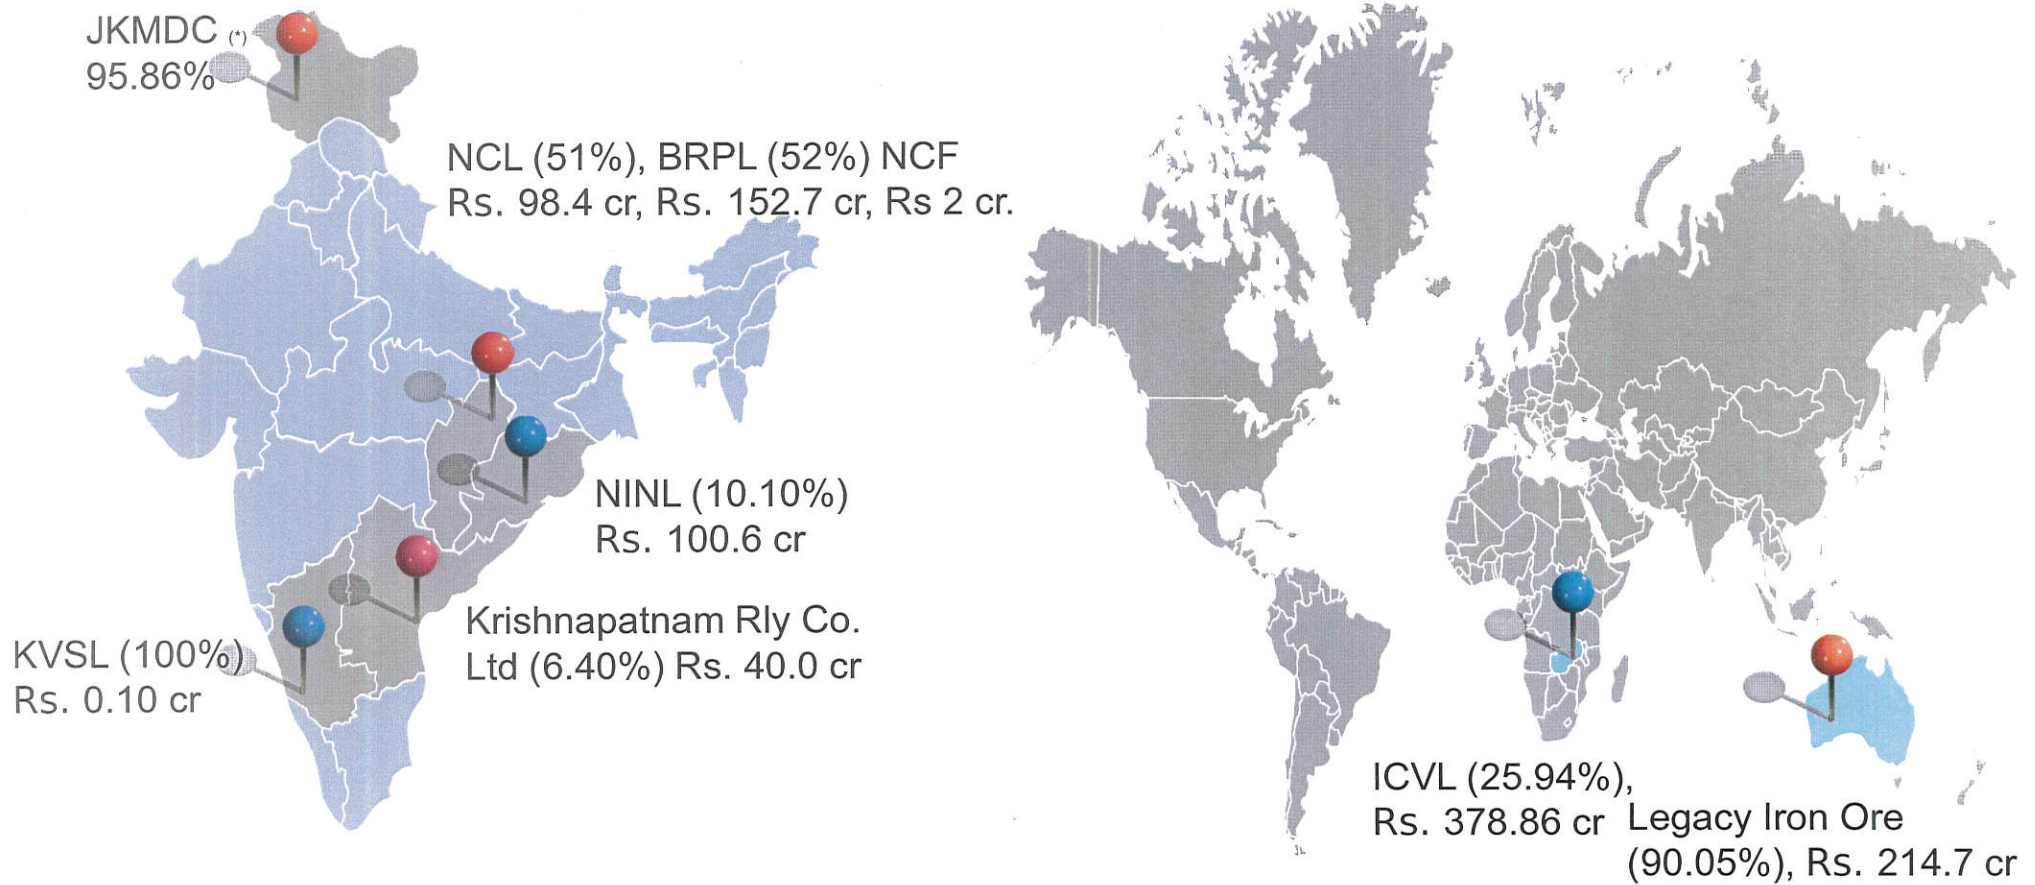 JKMDC (*)
95.86%
NCL (51%), BRPL (52%) NCF
Rs. 98.4 cr, Rs. 152.7 cr, Rs 2 cr.
NINL (10.10%)
Rs. 100.6 cr
Krishnapatnam Rly Co.
Ltd (6.40%) Rs. 40.0 cr
KVSL (100%)
Rs. 0.10 cr
ICVL (25.94%),
Rs. 378.86 cr
Legacy Iron Ore
(90.05%), Rs. 214.7 cr